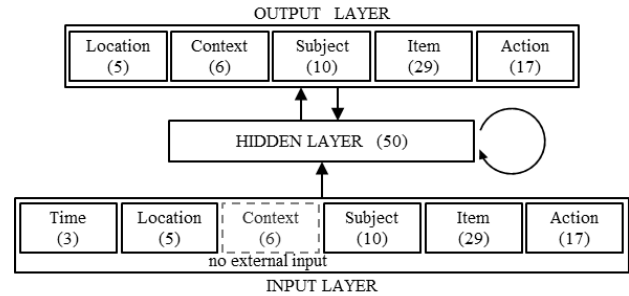 OUTPUT LAYER
Location Context Subject Item Action
(5) (6) (10) (29) (17)
HIDDEN LAYER (50)
Time Location Context Subject Item Action
(3) (5) (6) (10) (29) (17)
no external input
INPUT LAYER